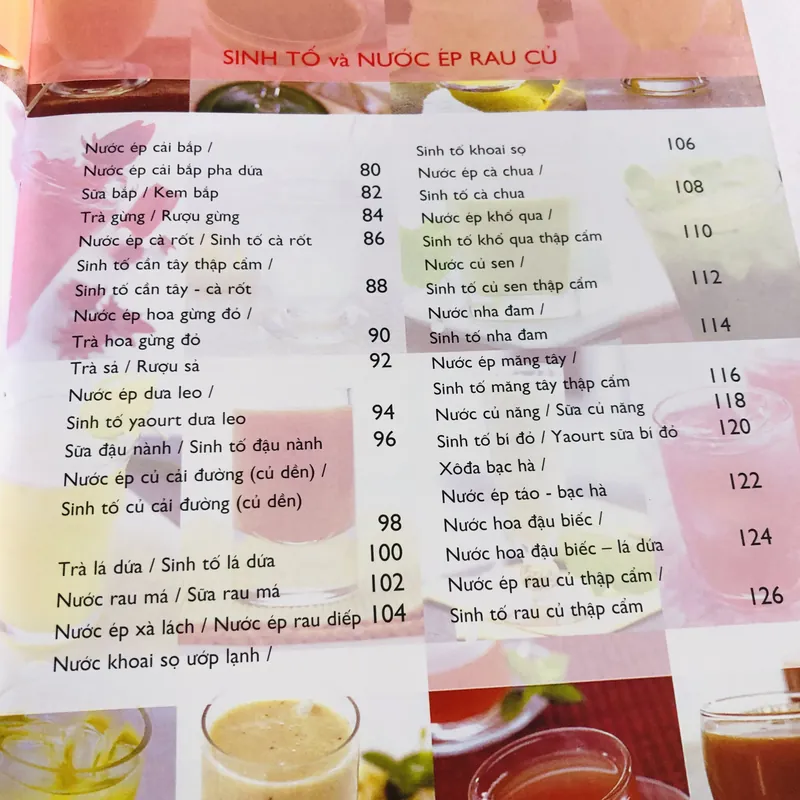 SINH TỐ và NƯỚC ÉP RAU CỦ
Nước ép cải bắp /
Nước ép cải bắp pha dứa 80
Sữa bắp / Kem bắp 82
Trà gừng / Rượu gừng 84
Nước ép cà rốt / Sinh tố cà rốt 86
Sinh tố cần tây thập cẩm /
Sinh tố cần tây - cà rốt 88
Nước ép hoa gừng đỏ /
Trà hoa gừng đỏ 90
Trà sả / Rượu sả 92
Nước ép dưa leo /
Sinh tố yaourt dưa leo 94
Sữa đậu nành / Sinh tố đậu nành 96
Nước ép củ cải đường (củ dền) /
Sinh tố củ cải đường (củ dền)
98
Trà lá dứa / Sinh tố lá dứa 100
Nước rau má / Sữa rau má 102
Nước ép xà lách / Nước ép rau diếp 104
Nước khoai sọ ướp lạnh /
Sinh tố khoai sọ 106
Nước ép cà chua /
Sinh tố cà chua 108
Nước ép khổ qua /
Sinh tố khổ qua thập cẩm 110
Nước củ sen /
Sinh tố củ sen thập cẩm 112
Nước nha đam /
Sinh tố nha đam 114
Nước ép măng tây /
Sinh tố măng tây thập cẩm 116
Nước củ năng / Sữa củ năng 118
Sinh tố bí đỏ / Yaourt sữa bí đỏ 120
Xôđa bạc hà /
Nước ép táo - bạc hà 122
Nước hoa đậu biếc /
Nước hoa đậu biếc – lá dứa 124
Nước ép rau củ thập cẩm /
Sinh tố rau củ thập cẩm 126